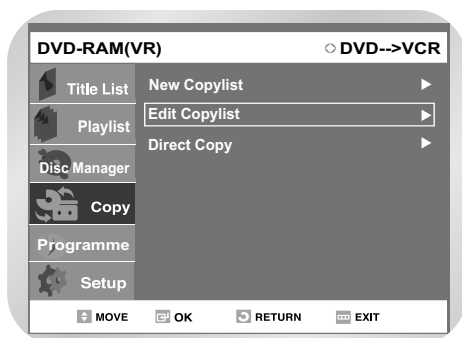 DVD-RAM(VR) DVD-->VCR
Title List
Playlist
Disc Manager
Copy
Programme
Setup
New Copylist
Edit Copylist
Direct Copy
MOVE OK RETURN EXIT